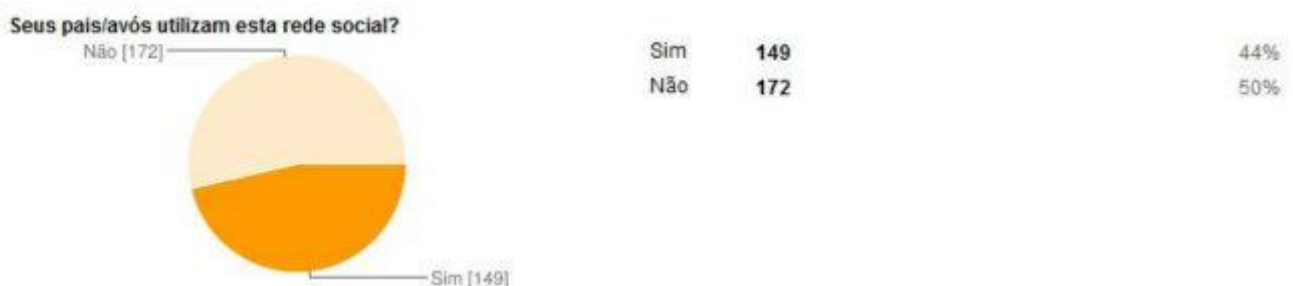 Seus pais/avós utilizam esta rede social?
Não [172]
Sim 149 44%
Não 172 50%
Sim [149]